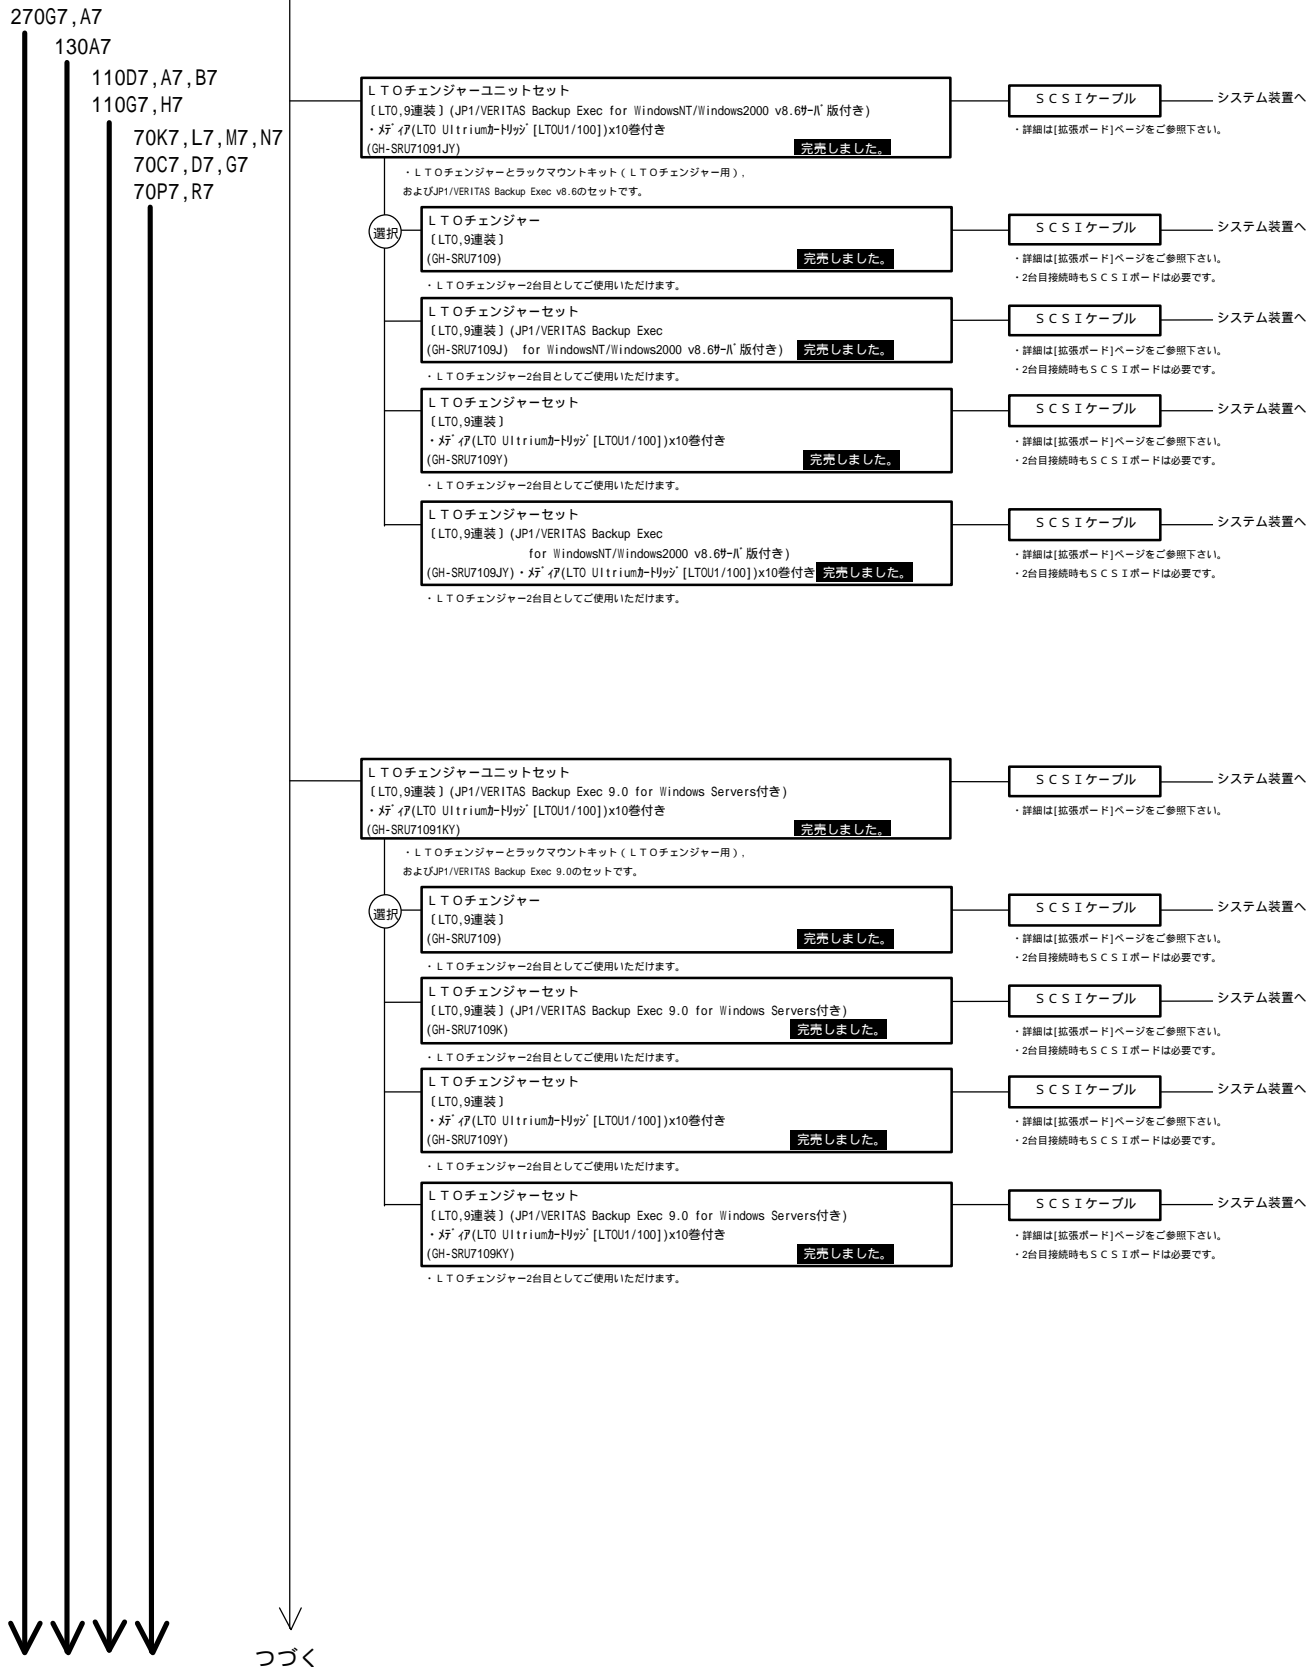 270G7,A7
130A7
110D7,A7,B7
110G7,H7
70K7,L7,M7,N7
70C7,D7,G7
70P7,R7
ＬＴＯチェンジャーユニットセット
〔LTO,9連装〕(JP1/VERITAS Backup Exec for WindowsNT/Windows2000 v8.6ｻｰﾊﾞ版付き)
・ﾒﾃﾞｨｱ(LTO Ultriumｶｰﾄﾘｯｼﾞ[LTOU1/100])x10巻付き
(GH-SRU71091JY) 完売しました。
ＳＣＳＩケーブル
システム装置へ
・詳細は[拡張ボード]ページをご参照下さい。
・ＬＴＯチェンジャーとラックマウントキット（ＬＴＯチェンジャー用）,
およびJP1/VERITAS Backup Exec v8.6のセットです。
選択
ＬＴＯチェンジャー
〔LTO,9連装〕
(GH-SRU7109) 完売しました。
・ＬＴＯチェンジャー2台目としてご使用いただけます。
ＳＣＳＩケーブル
システム装置へ
・詳細は[拡張ボード]ページをご参照下さい。
・2台目接続時もＳＣＳＩボードは必要です。
ＬＴＯチェンジャーセット
〔LTO,9連装〕(JP1/VERITAS Backup Exec
(GH-SRU7109J) for WindowsNT/Windows2000 v8.6ｻｰﾊﾞ版付き) 完売しました。
・ＬＴＯチェンジャー2台目としてご使用いただけます。
ＳＣＳＩケーブル
システム装置へ
・詳細は[拡張ボード]ページをご参照下さい。
・2台目接続時もＳＣＳＩボードは必要です。
ＬＴＯチェンジャーセット
〔LTO,9連装〕
・ﾒﾃﾞｨｱ(LTO Ultriumｶｰﾄﾘｯｼﾞ[LTOU1/100])x10巻付き
(GH-SRU7109Y) 完売しました。
・ＬＴＯチェンジャー2台目としてご使用いただけます。
ＳＣＳＩケーブル
システム装置へ
・詳細は[拡張ボード]ページをご参照下さい。
・2台目接続時もＳＣＳＩボードは必要です。
ＬＴＯチェンジャーセット
〔LTO,9連装〕(JP1/VERITAS Backup Exec
for WindowsNT/Windows2000 v8.6ｻｰﾊﾞ版付き)
(GH-SRU7109JY)・ﾒﾃﾞｨｱ(LTO Ultriumｶｰﾄﾘｯｼﾞ[LTOU1/100])x10巻付き 完売しました。
・ＬＴＯチェンジャー2台目としてご使用いただけます。
ＳＣＳＩケーブル
システム装置へ
・詳細は[拡張ボード]ページをご参照下さい。
・2台目接続時もＳＣＳＩボードは必要です。
ＬＴＯチェンジャーユニットセット
〔LTO,9連装〕(JP1/VERITAS Backup Exec 9.0 for Windows Servers付き)
・ﾒﾃﾞｨｱ(LTO Ultriumｶｰﾄﾘｯｼﾞ[LTOU1/100])x10巻付き
(GH-SRU71091KY) 完売しました。
ＳＣＳＩケーブル
システム装置へ
・詳細は[拡張ボード]ページをご参照下さい。
・ＬＴＯチェンジャーとラックマウントキット（ＬＴＯチェンジャー用）,
およびJP1/VERITAS Backup Exec 9.0のセットです。
選択
ＬＴＯチェンジャー
〔LTO,9連装〕
(GH-SRU7109) 完売しました。
・ＬＴＯチェンジャー2台目としてご使用いただけます。
ＳＣＳＩケーブル
システム装置へ
・詳細は[拡張ボード]ページをご参照下さい。
・2台目接続時もＳＣＳＩボードは必要です。
ＬＴＯチェンジャーセット
〔LTO,9連装〕(JP1/VERITAS Backup Exec 9.0 for Windows Servers付き)
(GH-SRU7109K) 完売しました。
・ＬＴＯチェンジャー2台目としてご使用いただけます。
ＳＣＳＩケーブル
システム装置へ
・詳細は[拡張ボード]ページをご参照下さい。
・2台目接続時もＳＣＳＩボードは必要です。
ＬＴＯチェンジャーセット
〔LTO,9連装〕
・ﾒﾃﾞｨｱ(LTO Ultriumｶｰﾄﾘｯｼﾞ[LTOU1/100])x10巻付き
(GH-SRU7109Y) 完売しました。
・ＬＴＯチェンジャー2台目としてご使用いただけます。
ＳＣＳＩケーブル
システム装置へ
・詳細は[拡張ボード]ページをご参照下さい。
・2台目接続時もＳＣＳＩボードは必要です。
ＬＴＯチェンジャーセット
〔LTO,9連装〕(JP1/VERITAS Backup Exec 9.0 for Windows Servers付き)
・ﾒﾃﾞｨｱ(LTO Ultriumｶｰﾄﾘｯｼﾞ[LTOU1/100])x10巻付き
(GH-SRU7109KY) 完売しました。
・ＬＴＯチェンジャー2台目としてご使用いただけます。
ＳＣＳＩケーブル
システム装置へ
・詳細は[拡張ボード]ページをご参照下さい。
・2台目接続時もＳＣＳＩボードは必要です。
つづく